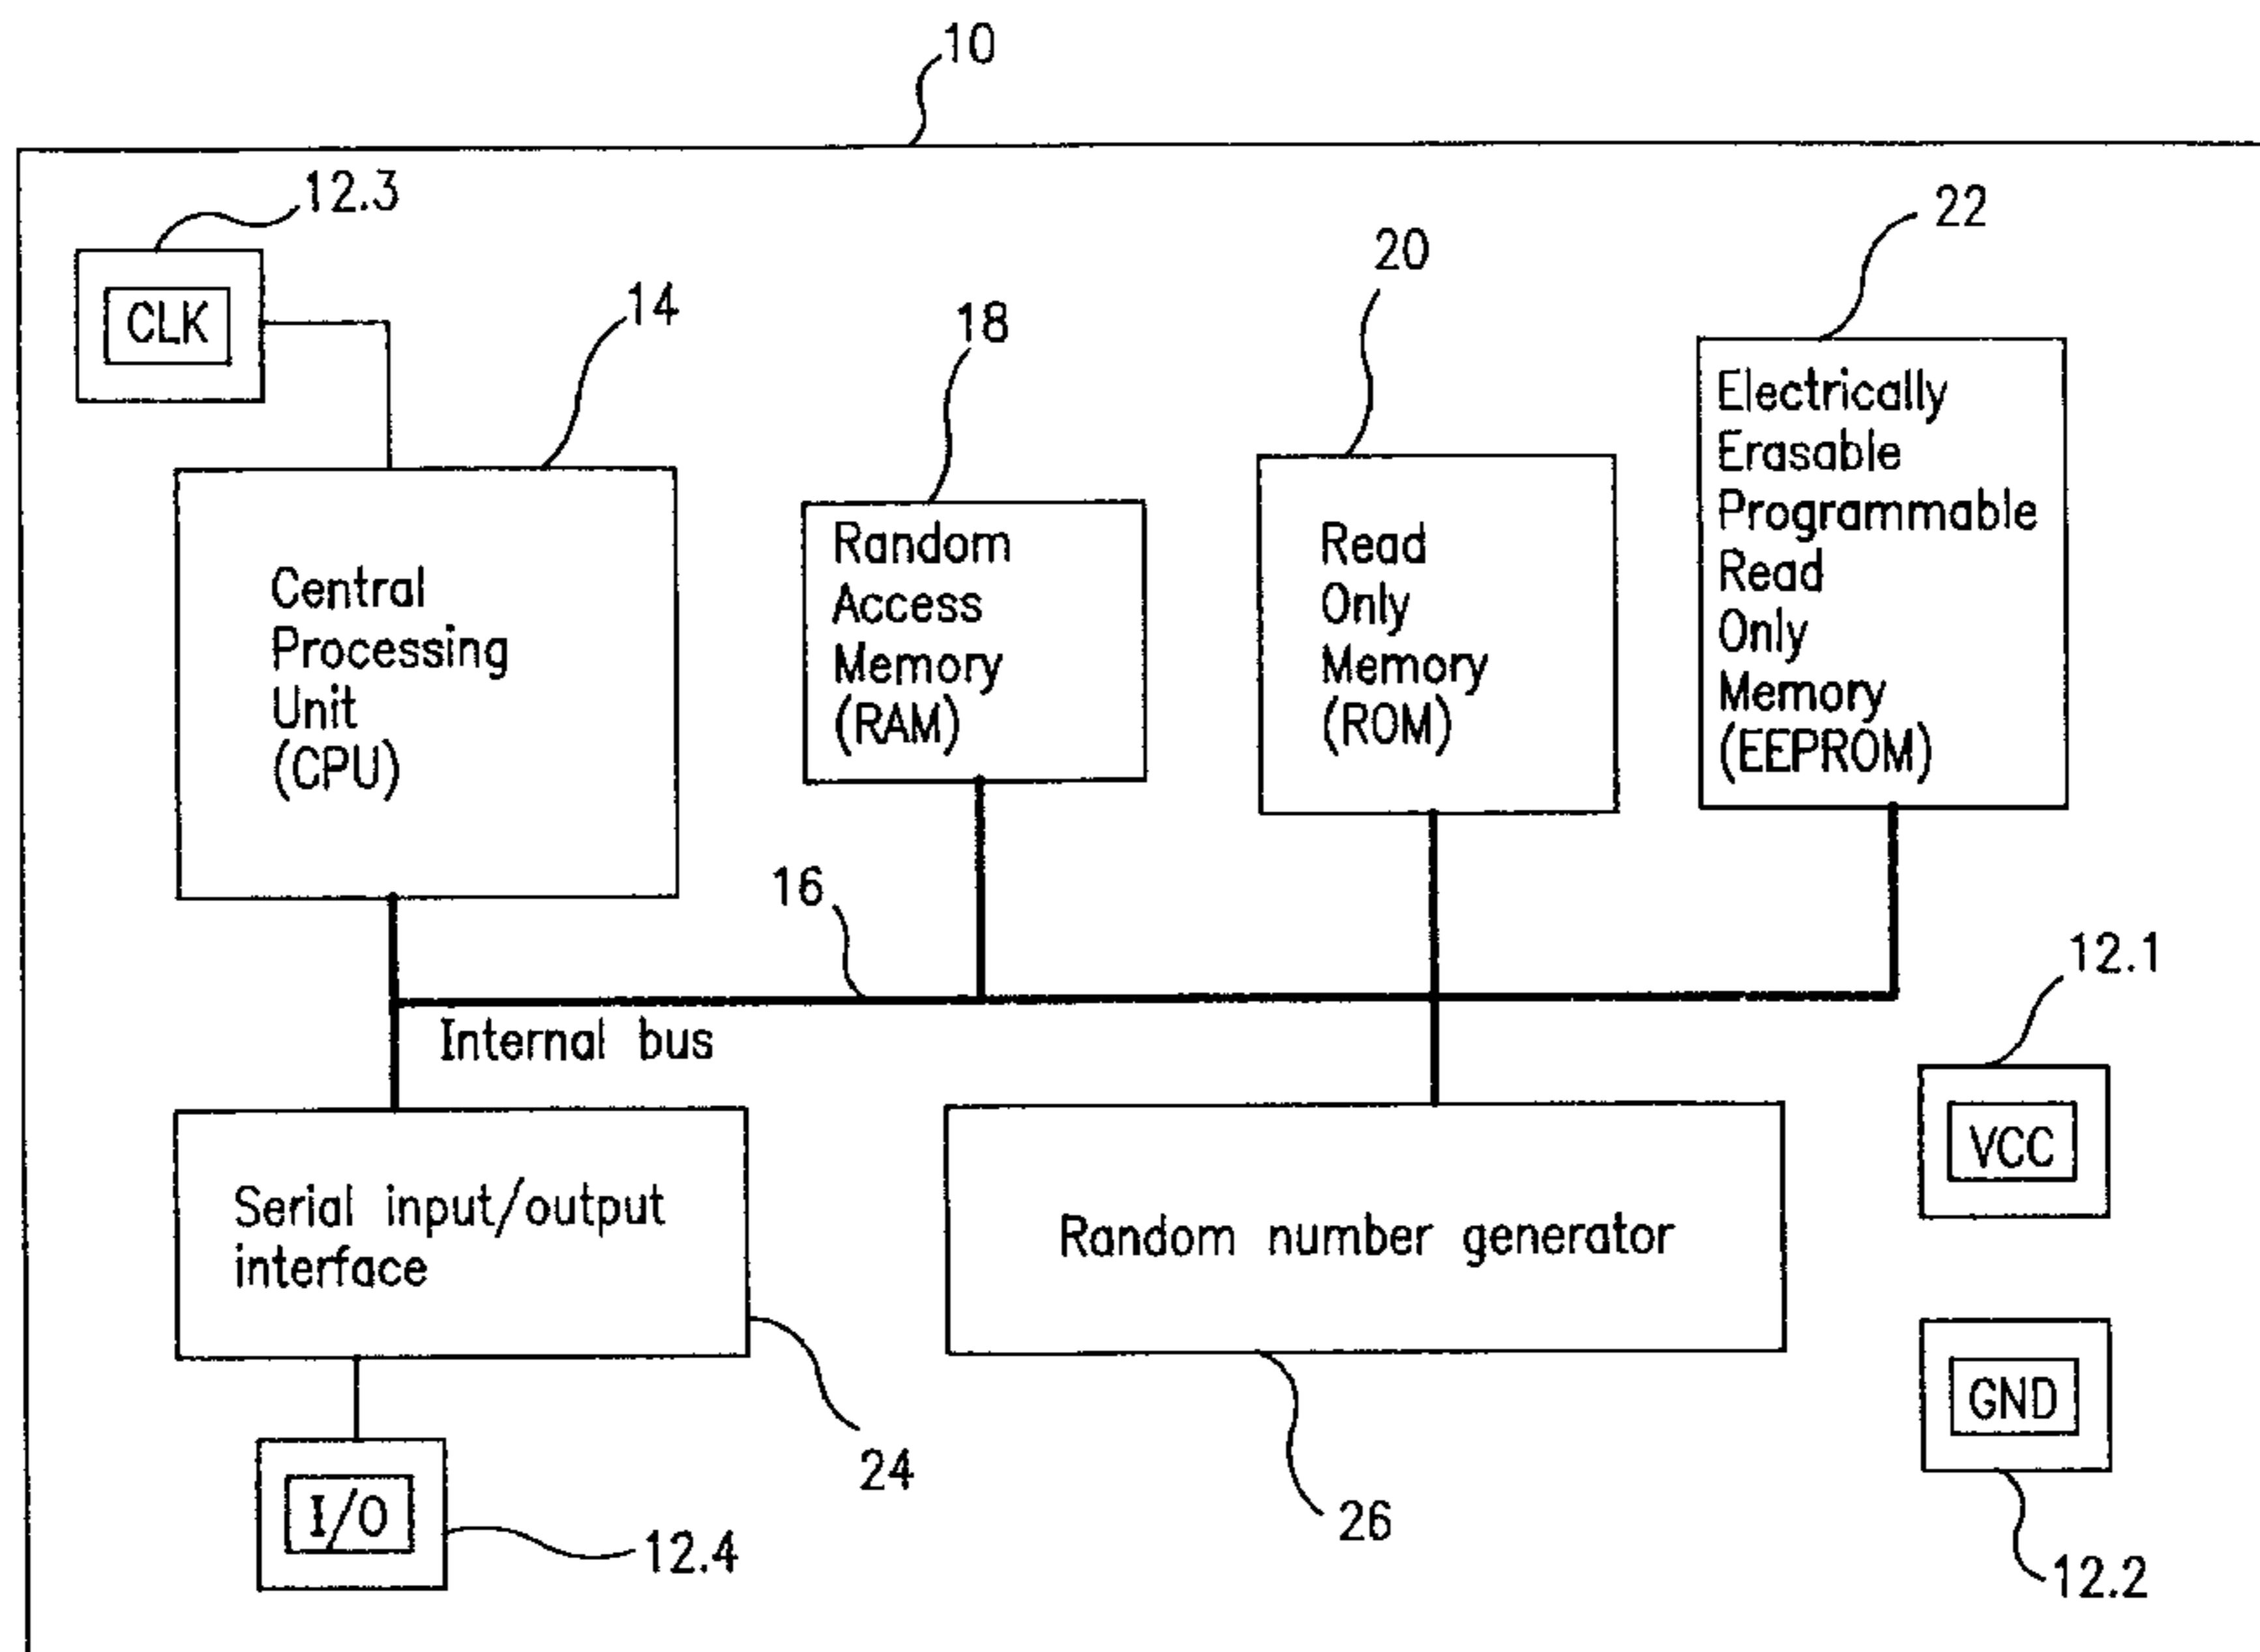 10
12.3
CLK
14
18
20
22
Central
Processing
Unit
(CPU)
Random
Access
Memory
(RAM)
Read
Only
Memory
(ROM)
Electrically
Erasable
Programmable
Read
Only
Memory
(EEPROM)
16
Internal bus
12.1
VCC
Serial input/output
interface
24
Random number generator
26
GND
12.2
I/O
12.4